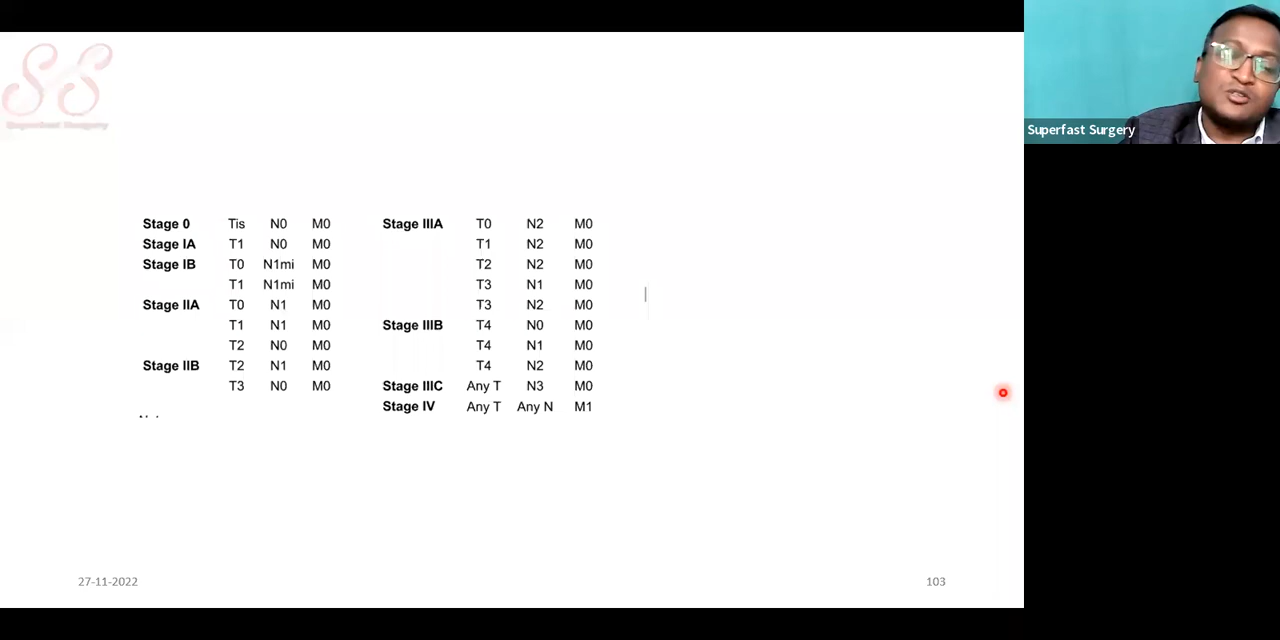 Superfast Surgery
Superfast Surgery
Stage 0 Tis N0 M0
Stage IA T1 N0 M0
Stage IB T0 N1mi M0
T1 N1mi M0
Stage IIA T0 N1 M0
T1 N1 M0
T2 N0 M0
Stage IIB T2 N1 M0
T3 N0 M0
Stage IIIA T0 N2 M0
T1 N2 M0
T2 N2 M0
T3 N1 M0
T3 N2 M0
Stage IIIB T4 N0 M0
T4 N1 M0
T4 N2 M0
Stage IIIC Any T N3 M0
Stage IV Any T Any N M1
27-11-2022
103